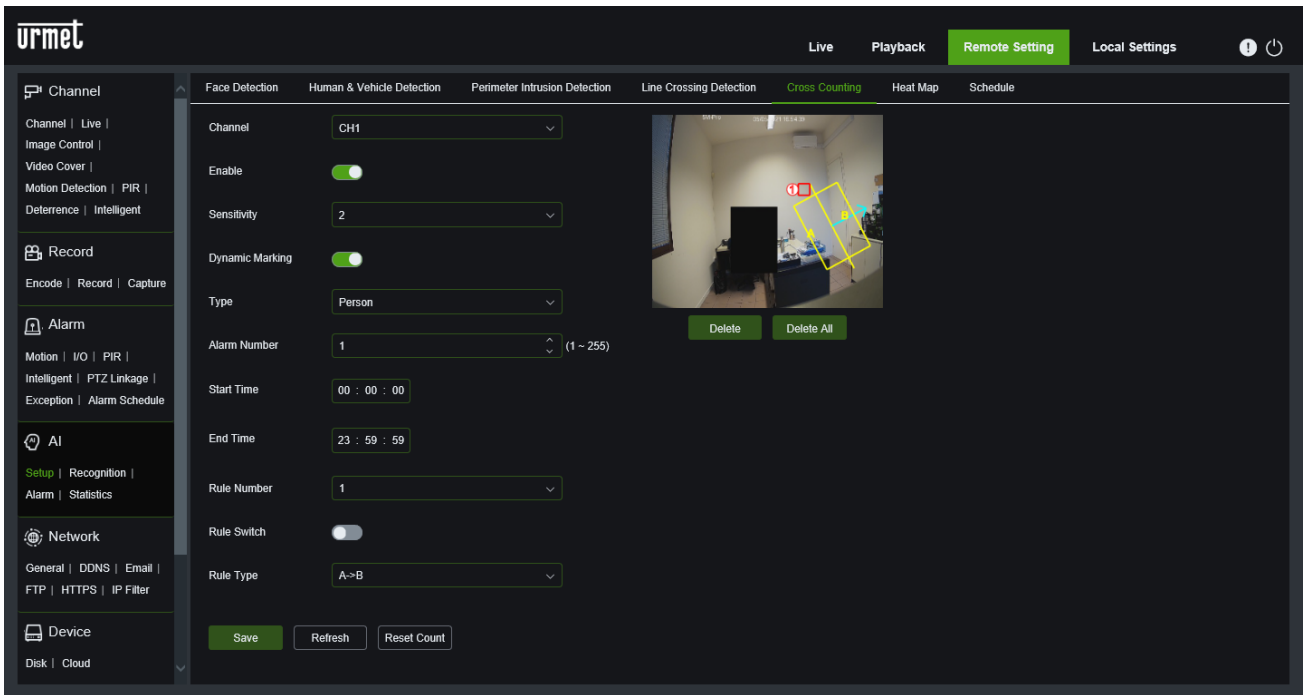 urmet
Live Playback Remote Setting Local Settings
Channel
Channel | Live |
Image Control |
Video Cover |
Motion Detection | PIR |
Deterrence | Intelligent
Record
Encode | Record | Capture
Alarm
Motion | I/O | PIR |
Intelligent | PTZ Linkage |
Exception | Alarm Schedule
AI
Setup | Recognition |
Alarm | Statistics
Network
General | DDNS | Email |
FTP | HTTPS | IP Filter
Device
Disk | Cloud
Face Detection Human & Vehicle Detection Perimeter Intrusion Detection Line Crossing Detection Cross Counting Heat Map Schedule
Channel CH1
Enable
Sensitivity 2
Dynamic Marking
Type Person
Alarm Number 1 (1 ~ 255)
Start Time 00 : 00 : 00
End Time 23 : 59 : 59
Rule Number 1
Rule Switch
Rule Type A->B
Save Refresh Reset Count
1
A B
Delete Delete All